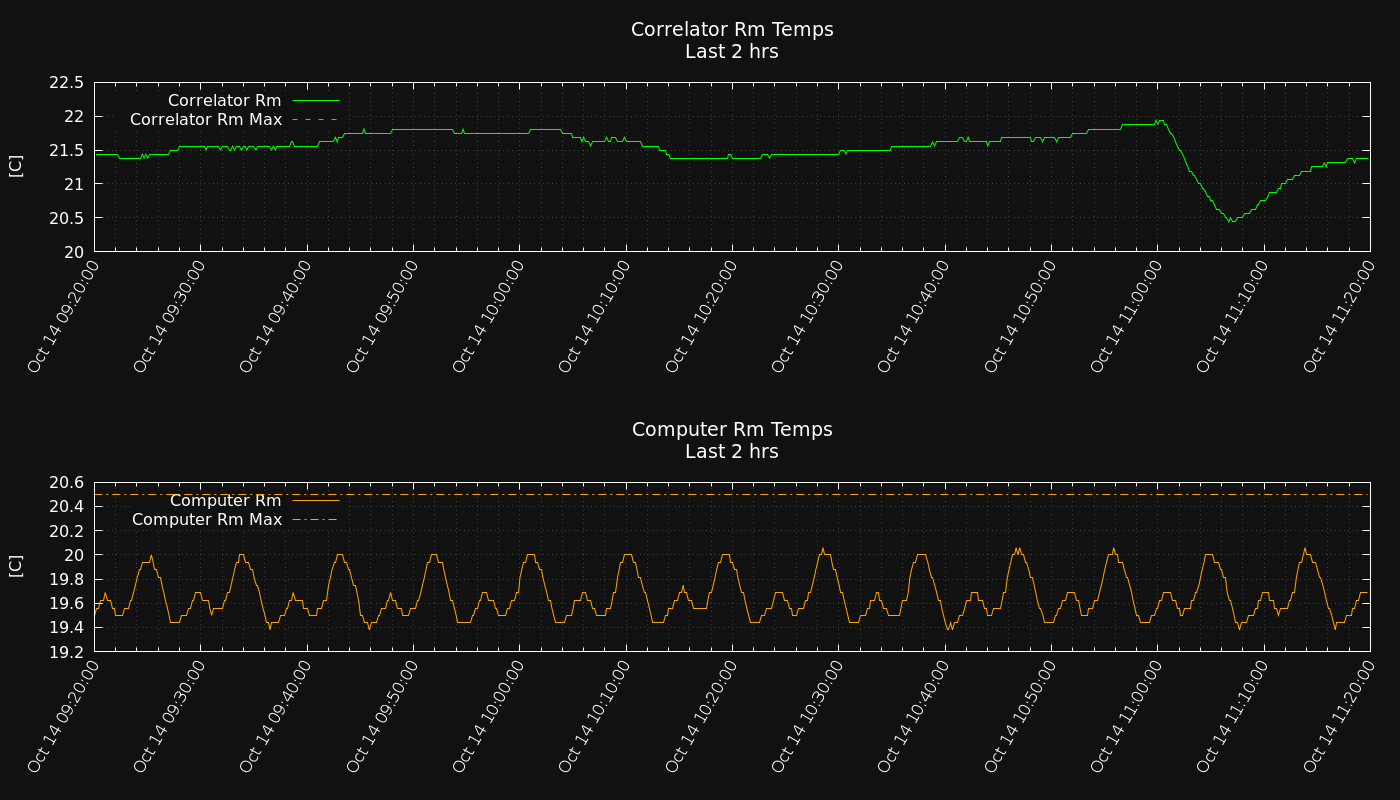 Correlator Rm Temps
Last 2 hrs
22.5
22
21.5
21
20.5
20
[C]
Correlator Rm
Correlator Rm Max
Oct 14 09:20:00
Oct 14 09:30:00
Oct 14 09:40:00
Oct 14 09:50:00
Oct 14 10:00:00
Oct 14 10:10:00
Oct 14 10:20:00
Oct 14 10:30:00
Oct 14 10:40:00
Oct 14 10:50:00
Oct 14 11:00:00
Oct 14 11:10:00
Oct 14 11:20:00
Computer Rm Temps
Last 2 hrs
20.6
20.4
20.2
20
19.8
19.6
19.4
19.2
[C]
Computer Rm
Computer Rm Max
Oct 14 09:20:00
Oct 14 09:30:00
Oct 14 09:40:00
Oct 14 09:50:00
Oct 14 10:00:00
Oct 14 10:10:00
Oct 14 10:20:00
Oct 14 10:30:00
Oct 14 10:40:00
Oct 14 10:50:00
Oct 14 11:00:00
Oct 14 11:10:00
Oct 14 11:20:00